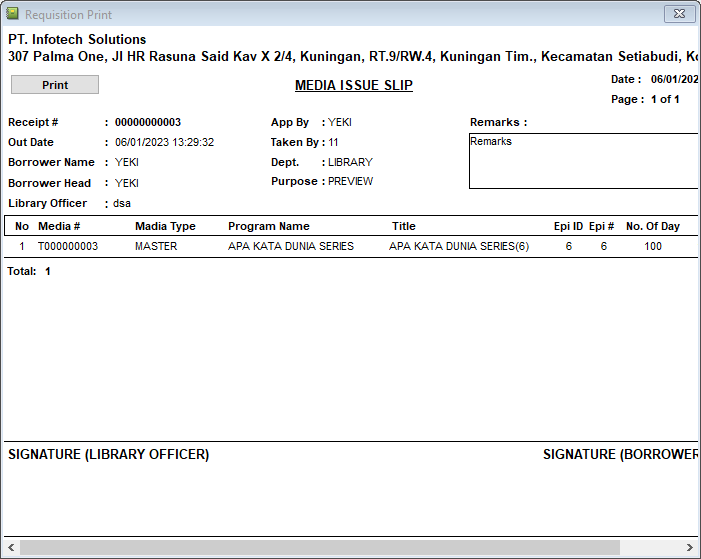 Requisition Print
PT. Infotech Solutions
307 Palma One, Jl HR Rasuna Said Kav X 2/4, Kuningan, RT.9/RW.4, Kuningan Tim., Kecamatan Setiabudi, Ko
Print
MEDIA ISSUE SLIP
Date : 06/01/202
Page : 1 of 1
Receipt # : 00000000003 App By : YEKI Remarks :
Out Date : 06/01/2023 13:29:32 Taken By : 11 Remarks
Borrower Name : YEKI Dept. : LIBRARY
Borrower Head : YEKI Purpose : PREVIEW
Library Officer : dsa
No Media # Madia Type Program Name Title Epi ID Epi # No. Of Day
1 T000000003 MASTER APA KATA DUNIA SERIES APA KATA DUNIA SERIES(6) 6 6 100
Total: 1
SIGNATURE (LIBRARY OFFICER) SIGNATURE (BORROWER